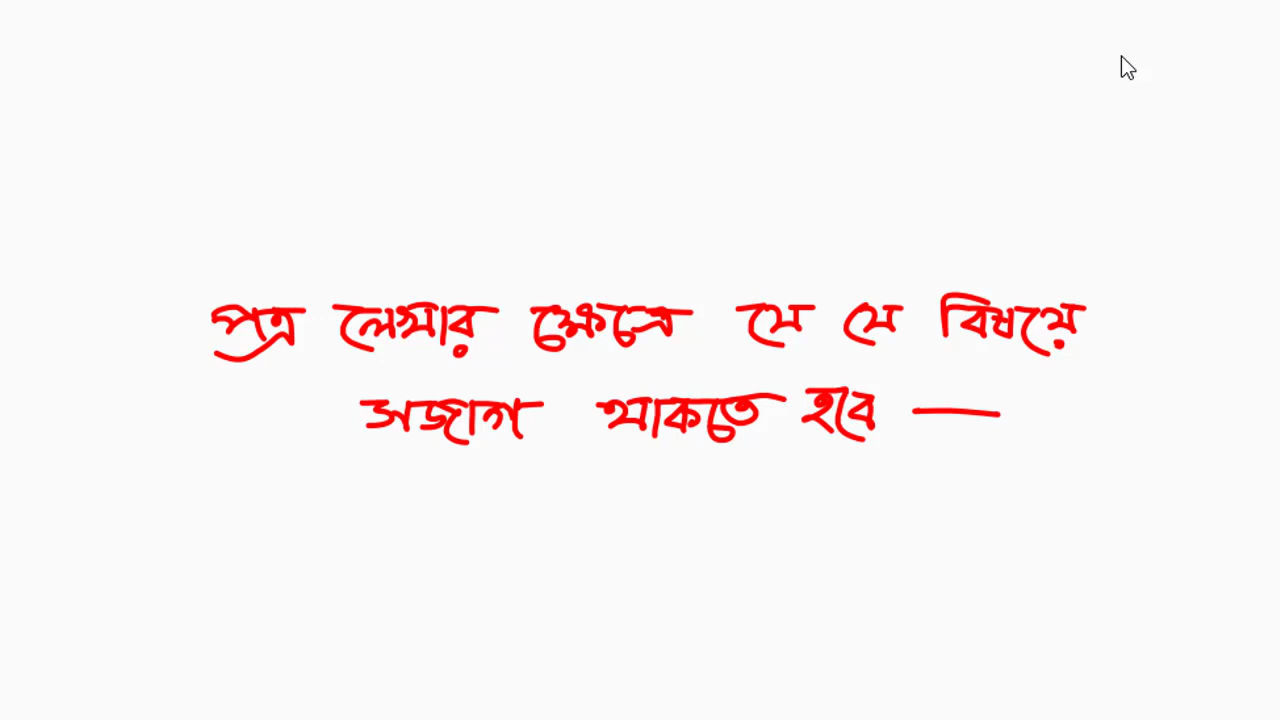 পত্র লেখার ক্ষেত্রে যে যে বিষয়ে
সজাগ থাকতে হবে —